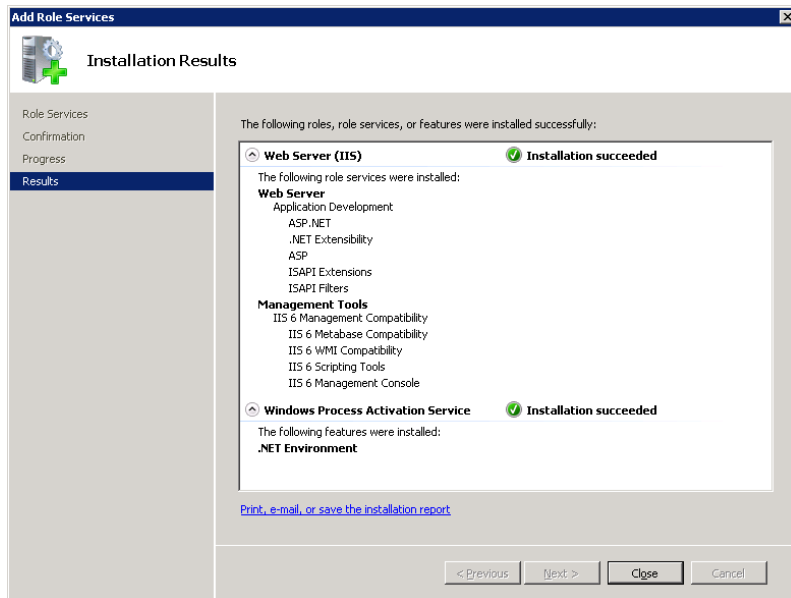 Add Role Services
Installation Results
Role Services
Confirmation
Progress
Results
The following roles, role services, or features were installed successfully:
Web Server (IIS) Installation succeeded
The following role services were installed:
Web Server
Application Development
ASP.NET
.NET Extensibility
ASP
ISAPI Extensions
ISAPI Filters
Management Tools
IIS 6 Management Compatibility
IIS 6 Metabase Compatibility
IIS 6 WMI Compatibility
IIS 6 Scripting Tools
IIS 6 Management Console
Windows Process Activation Service Installation succeeded
The following features were installed:
.NET Environment
Print, e-mail, or save the installation report
< Previous Next > Close Cancel